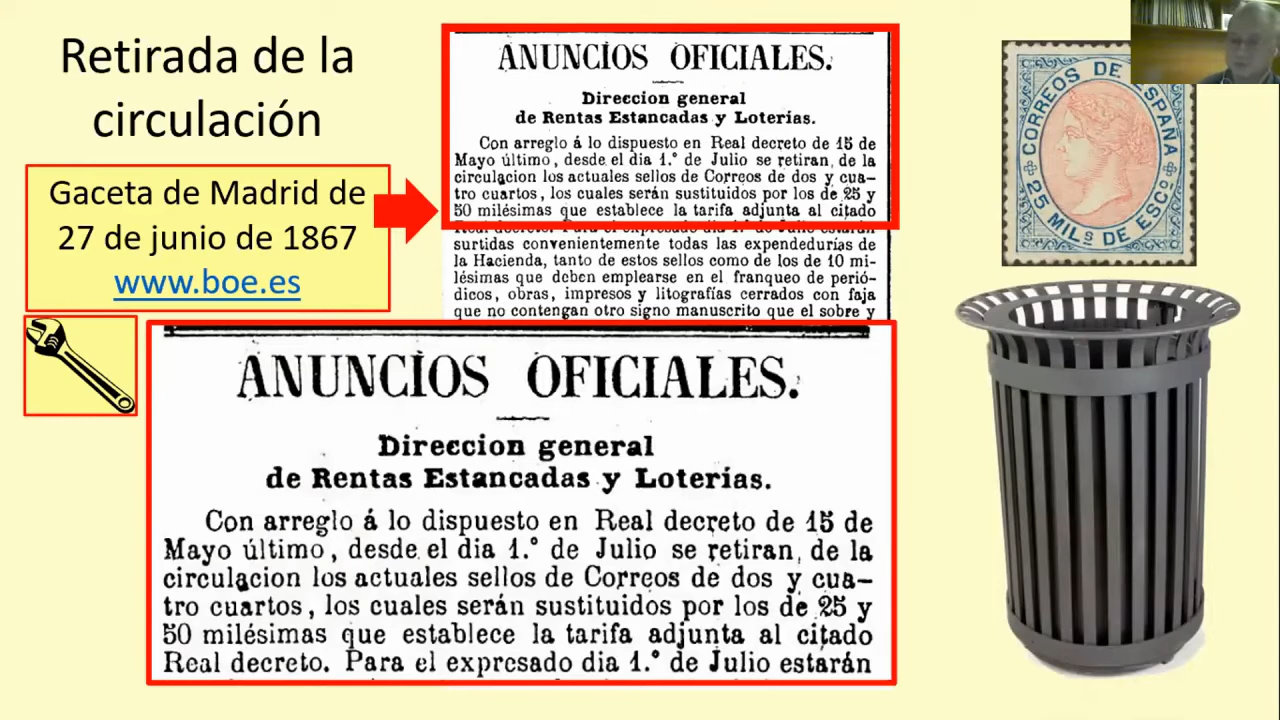 Retirada de la
circulación
Gaceta de Madrid de
27 de junio de 1867
www.boe.es
ANUNCIOS OFICIALES.
Direccion general
de Rentas Estancadas y Loterías.
Con arreglo á lo dispuesto en Real decreto de 15 de
Mayo último, desde el dia 1.º de Julio se retiran, de la
circulacion los actuales sellos de Correos de dos y cua-
tro cuartos, los cuales serán sustituidos por los de 25 y
50 milésimas que establece la tarifa adjunta al citado
Real decreto. Para el expresado dia 1.º de Julio estarán
surtidas convenientemente todas las expendedurías de
la Hacienda, tanto de estos sellos como de los de 10 mi-
lésimas que deben emplearse en el franqueo de perió-
dicos, obras, impresos y litografías cerrados con faja
que no contengan otro signo manuscrito que el sobre y
CORREOS DE ESPAÑA
25 MILS DE ESCO
ANUNCIOS OFICIALES.
Direccion general
de Rentas Estancadas y Loterías.
Con arreglo á lo dispuesto en Real decreto de 15 de
Mayo último, desde el dia 1.º de Julio se retiran, de la
circulacion los actuales sellos de Correos de dos y cua-
tro cuartos, los cuales serán sustituidos por los de 25 y
50 milésimas que establece la tarifa adjunta al citado
Real decreto. Para el expresado dia 1.º de Julio estarán